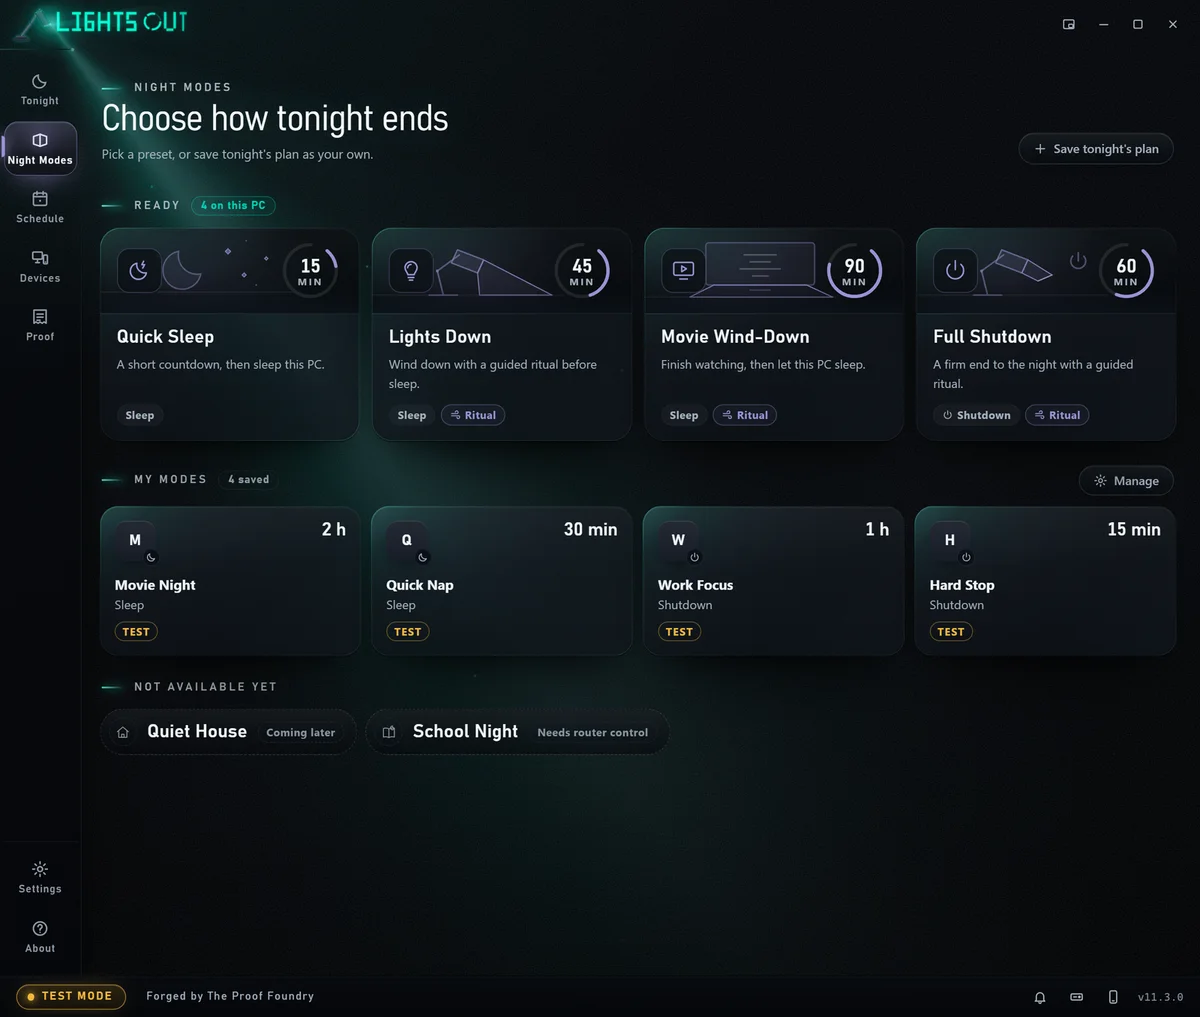 LIGHTS OUT
Tonight
Night Modes
Schedule
Devices
Proof
Settings
About
NIGHT MODES
Choose how tonight ends
Pick a preset, or save tonight's plan as your own.
+ Save tonight's plan
READY 4 on this PC
15 MIN
Quick Sleep
A short countdown, then sleep this PC.
Sleep
45 MIN
Lights Down
Wind down with a guided ritual before
sleep.
Sleep Ritual
90 MIN
Movie Wind-Down
Finish watching, then let this PC sleep.
Sleep Ritual
60 MIN
Full Shutdown
A firm end to the night with a guided
ritual.
Shutdown Ritual
MY MODES 4 saved
Manage
M 2 h
Movie Night
Sleep
TEST
Q 30 min
Quick Nap
Sleep
TEST
W 1 h
Work Focus
Shutdown
TEST
H 15 min
Hard Stop
Shutdown
TEST
NOT AVAILABLE YET
Quiet House Coming later
School Night Needs router control
TEST MODE Forged by The Proof Foundry
v11.3.0